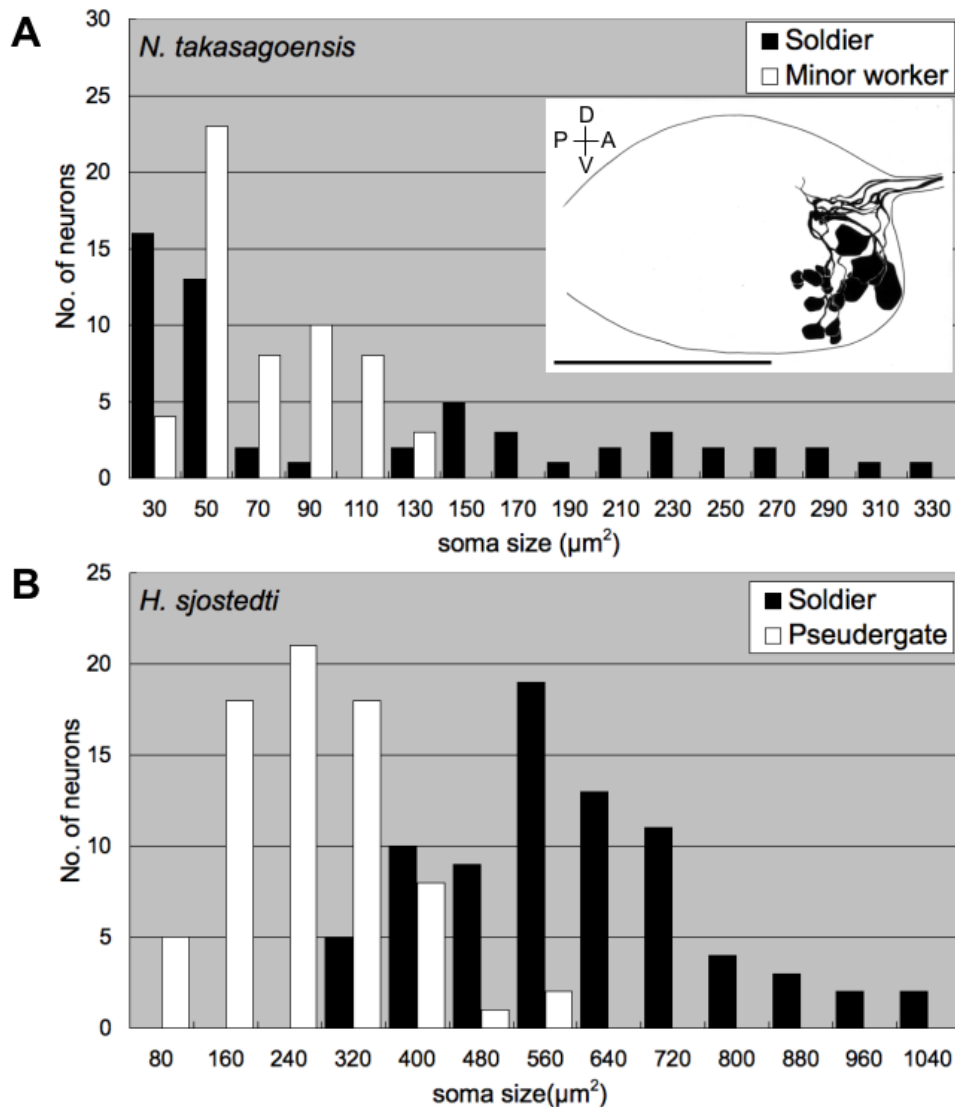 A
N. takasagoensis
Soldier
Minor worker
30
25
20
15
10
5
0
No. of neurons
D
P A
V
30 50 70 90 110 130 150 170 190 210 230 250 270 290 310 330
soma size (µm²)
B
H. sjostedti
Soldier
Pseudergate
25
20
15
10
5
0
No. of neurons
80 160 240 320 400 480 560 640 720 800 880 960 1040
soma size(µm²)